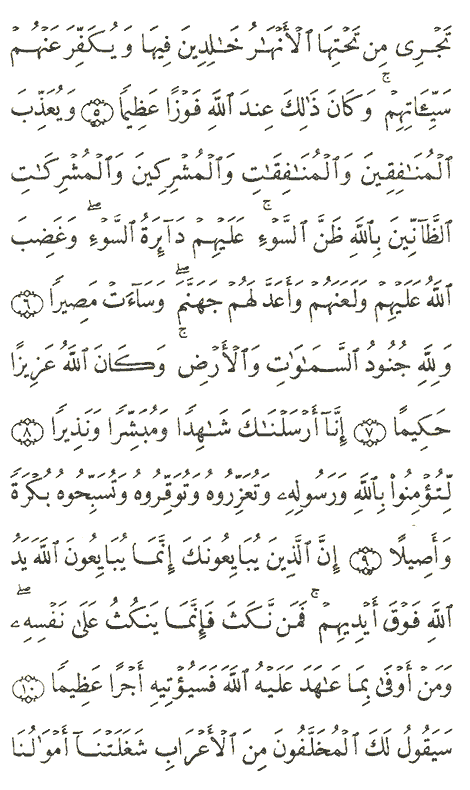 تَجْرِى مِن تَحْتِهَا ٱلْأَنْهَٰرُ خَٰلِدِينَ فِيهَا وَيُكَفِّرَ عَنْهُمْ
سَيِّـَٔاتِهِمْ ۚ وَكَانَ ذَٰلِكَ عِندَ ٱللَّهِ فَوْزًا عَظِيمًا ٥ وَيُعَذِّبَ
ٱلْمُنَٰفِقِينَ وَٱلْمُنَٰفِقَٰتِ وَٱلْمُشْرِكِينَ وَٱلْمُشْرِكَٰتِ
ٱلظَّآنِّينَ بِٱللَّهِ ظَنَّ ٱلسَّوْءِ ۚ عَلَيْهِمْ دَآئِرَةُ ٱلسَّوْءِ ۖ وَغَضِبَ
ٱللَّهُ عَلَيْهِمْ وَلَعَنَهُمْ وَأَعَدَّ لَهُمْ جَهَنَّمَ ۖ وَسَآءَتْ مَصِيرًا ٦
وَلِلَّهِ جُنُودُ ٱلسَّمَٰوَٰتِ وَٱلْأَرْضِ ۚ وَكَانَ ٱللَّهُ عَزِيزًا
حَكِيمًا ٧ إِنَّآ أَرْسَلْنَٰكَ شَٰهِدًا وَمُبَشِّرًا وَنَذِيرًا ٨
لِّتُؤْمِنُوا۟ بِٱللَّهِ وَرَسُولِهِۦ وَتُعَزِّرُوهُ وَتُوَقِّرُوهُ وَتُسَبِّحُوهُ بُكْرَةً
وَأَصِيلًا ٩ إِنَّ ٱلَّذِينَ يُبَايِعُونَكَ إِنَّمَا يُبَايِعُونَ ٱللَّهَ يَدُ
ٱللَّهِ فَوْقَ أَيْدِيهِمْ ۚ فَمَن نَّكَثَ فَإِنَّمَا يَنكُثُ عَلَىٰ نَفْسِهِۦ ۖ
وَمَنْ أَوْفَىٰ بِمَا عَٰهَدَ عَلَيْهُ ٱللَّهَ فَسَيُؤْتِيهِ أَجْرًا عَظِيمًا ١٠
سَيَقُولُ لَكَ ٱلْمُخَلَّفُونَ مِنَ ٱلْأَعْرَابِ شَغَلَتْنَآ أَمْوَٰلُنَا